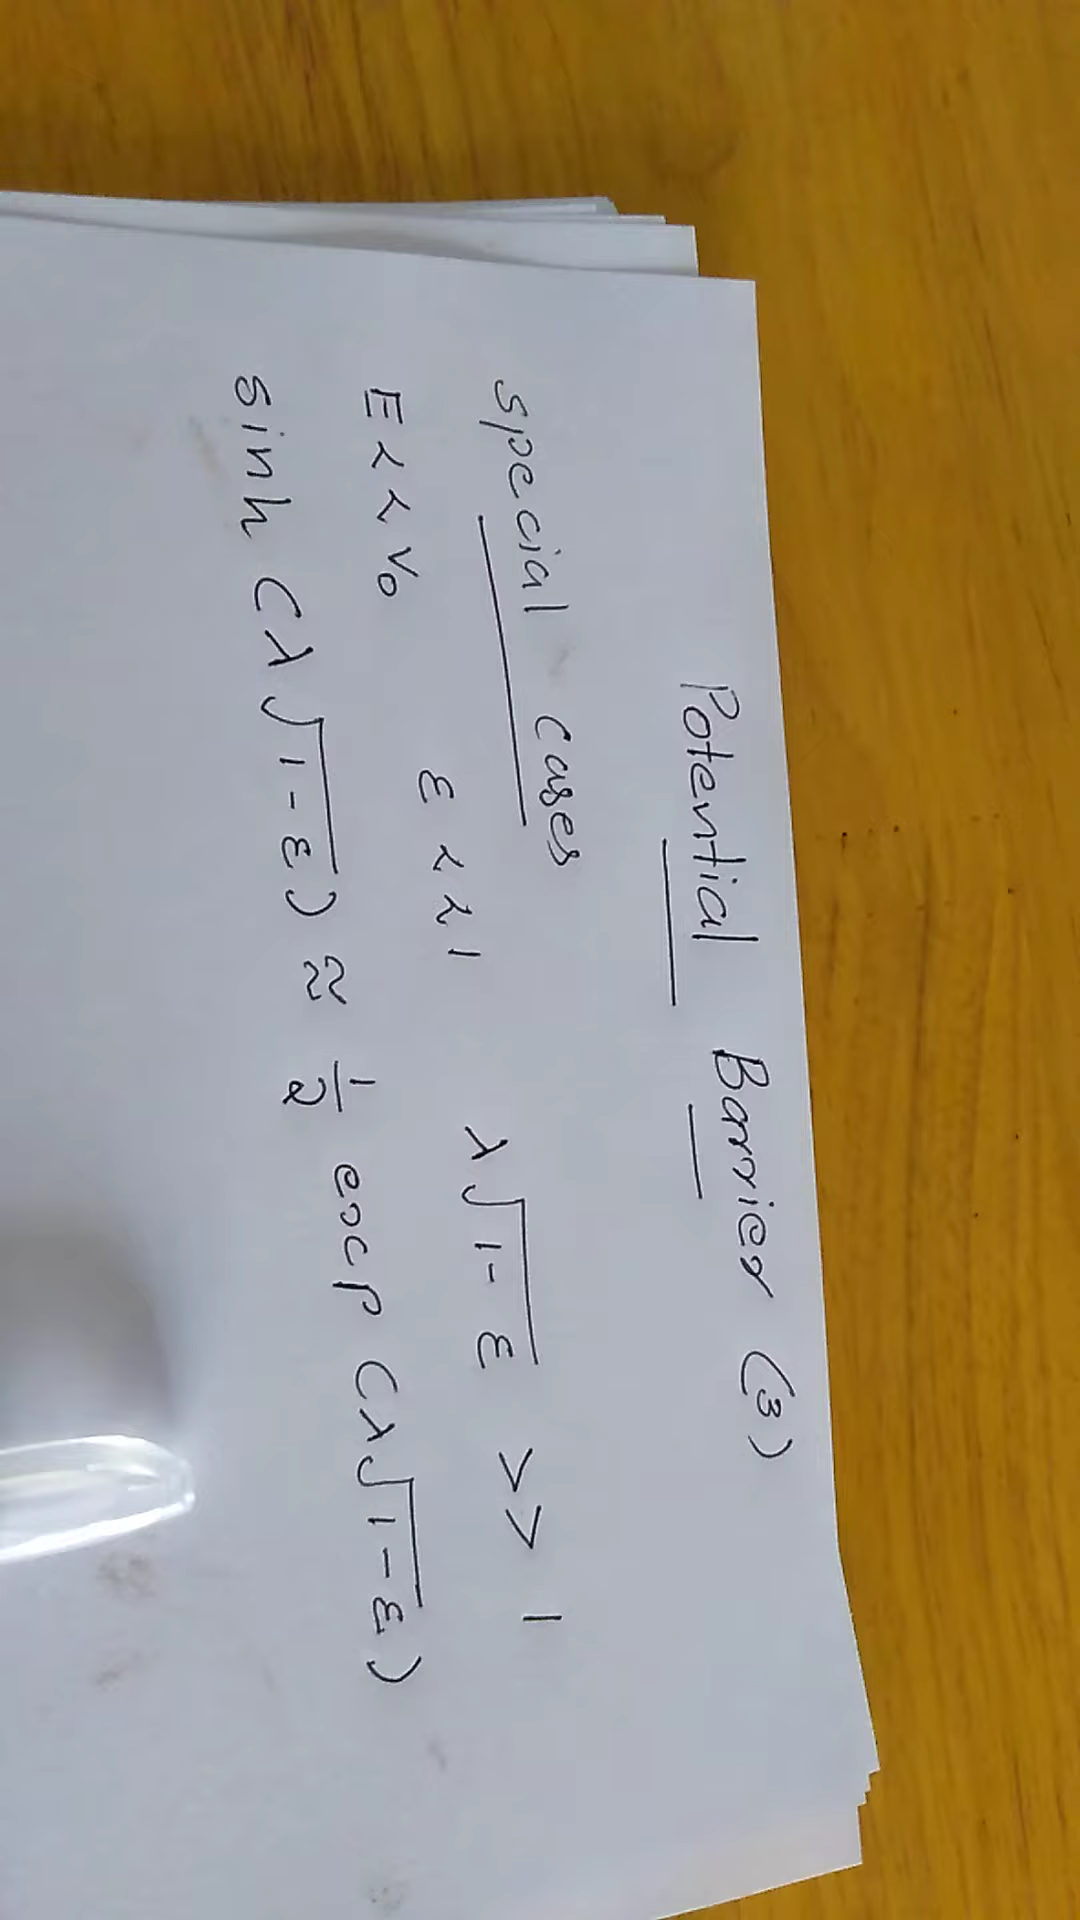 Potential Barrier (3)
Special cases
E << V₀ ε << 1 λ√1-ε >> 1
sinh (λ√1-ε) ≈ 1/2 exp (λ√1-ε)